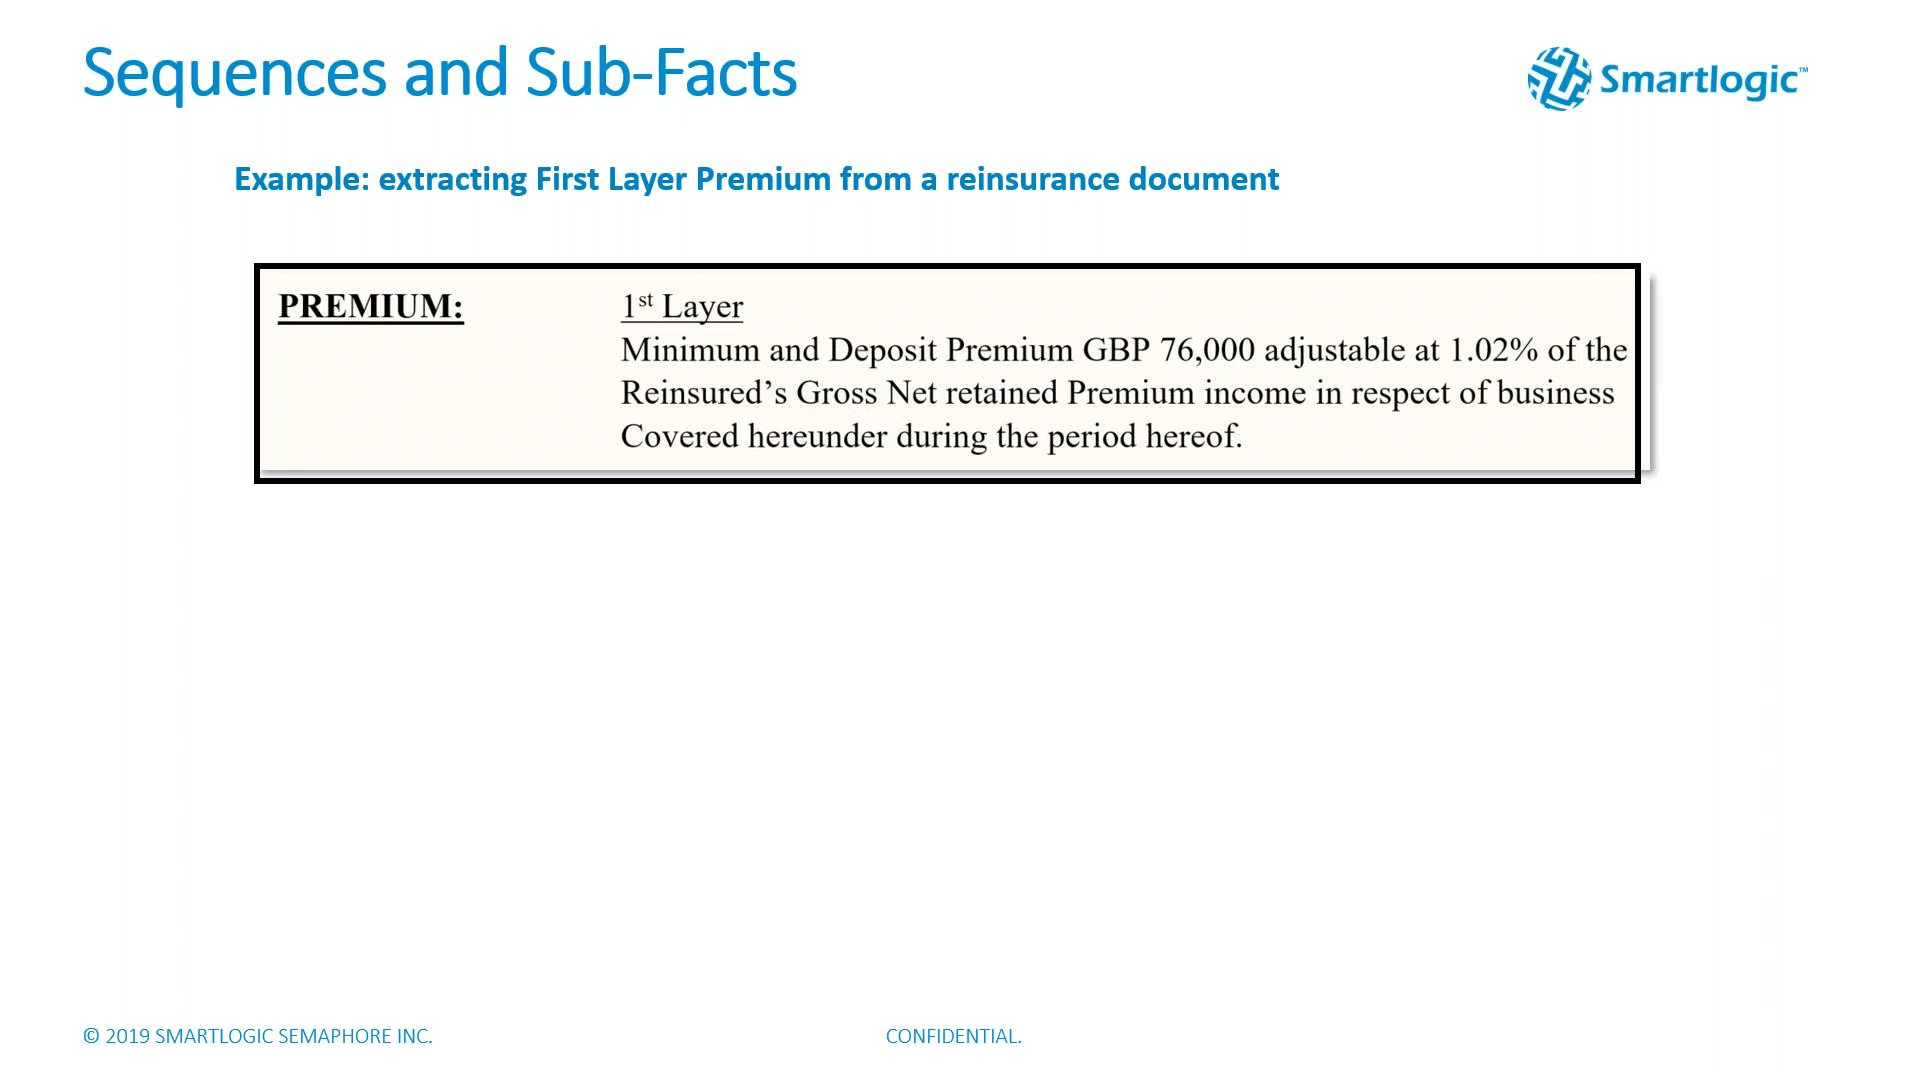 Sequences and Sub-Facts
Smartlogic™
Example: extracting First Layer Premium from a reinsurance document
PREMIUM: 1st Layer
Minimum and Deposit Premium GBP 76,000 adjustable at 1.02% of the
Reinsured’s Gross Net retained Premium income in respect of business
Covered hereunder during the period hereof.
© 2019 SMARTLOGIC SEMAPHORE INC. CONFIDENTIAL.